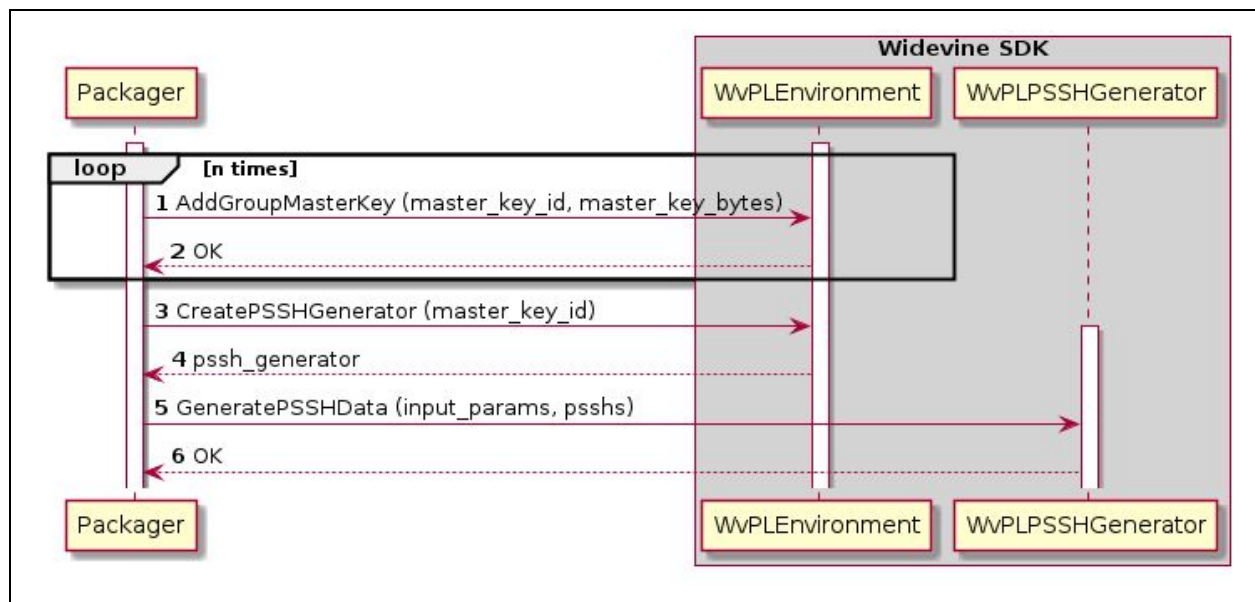 Widevine SDK
Packager
WvPLEnvironment
WvPLPSSHGenerator
loop
[n times]
1 AddGroupMasterKey (master_key_id, master_key_bytes)
2 OK
3 CreatePSSHGenerator (master_key_id)
4 pssh_generator
5 GeneratePSSHData (input_params, psshs)
6 OK
Packager
WvPLEnvironment
WvPLPSSHGenerator